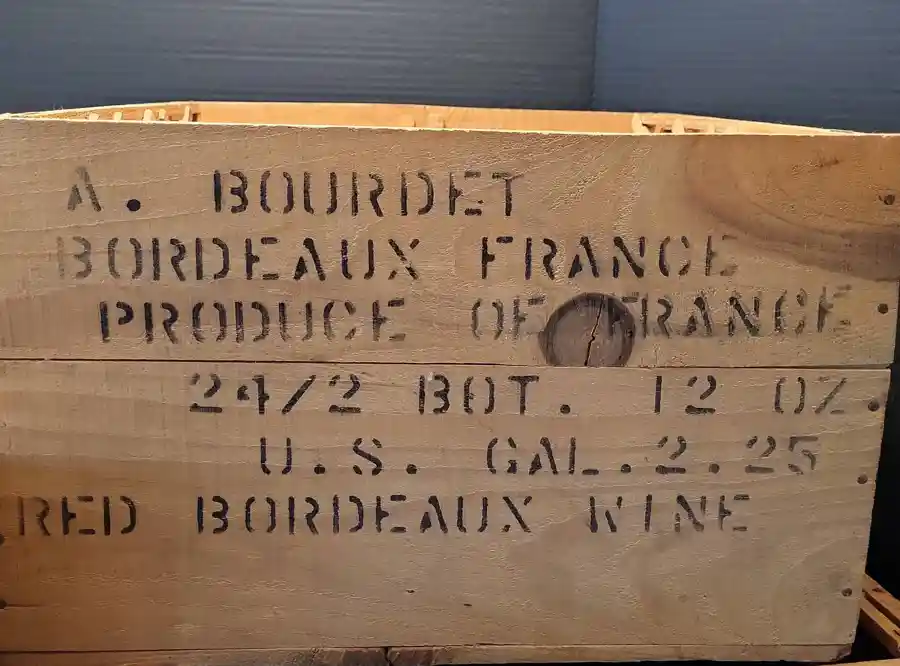 A. BOURDET
BORDEAUX FRANCE
PRODUCE OF FRANCE.
24/2 BOT. 12 OZ.
U.S. GAL.2.25
RED BORDEAUX WINE